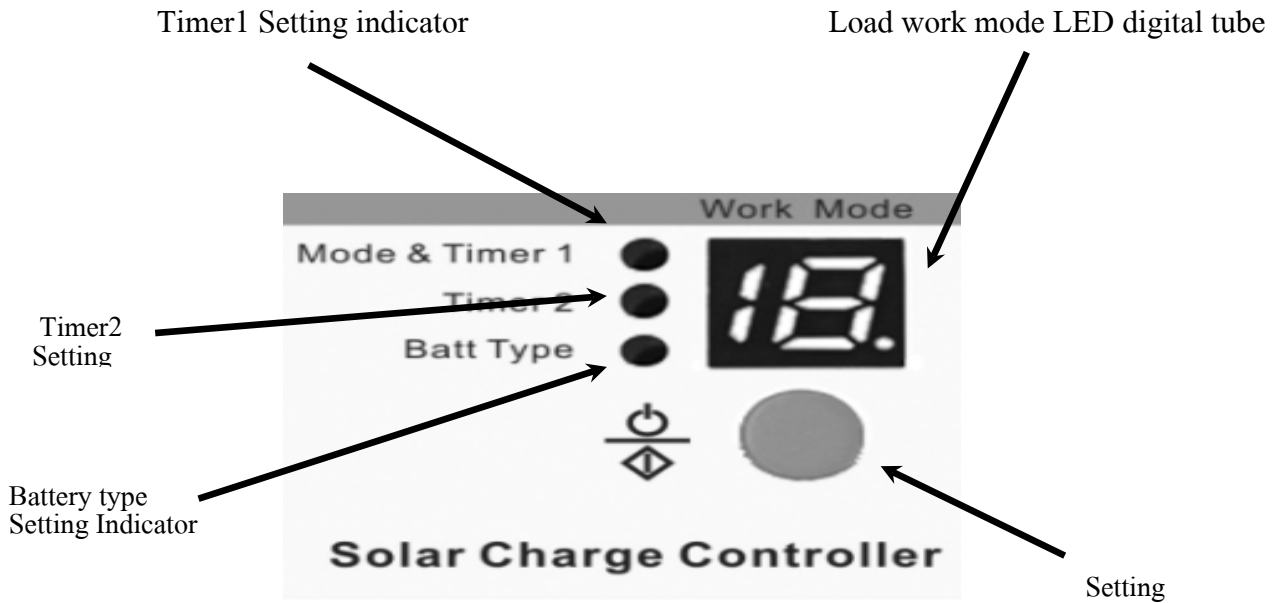 Timer1 Setting indicator
Load work mode LED digital tube
Work Mode
Mode & Timer 1
18.
Timer 2
Timer2
Setting
Batt Type
Battery type
Setting Indicator
Solar Charge Controller
Setting